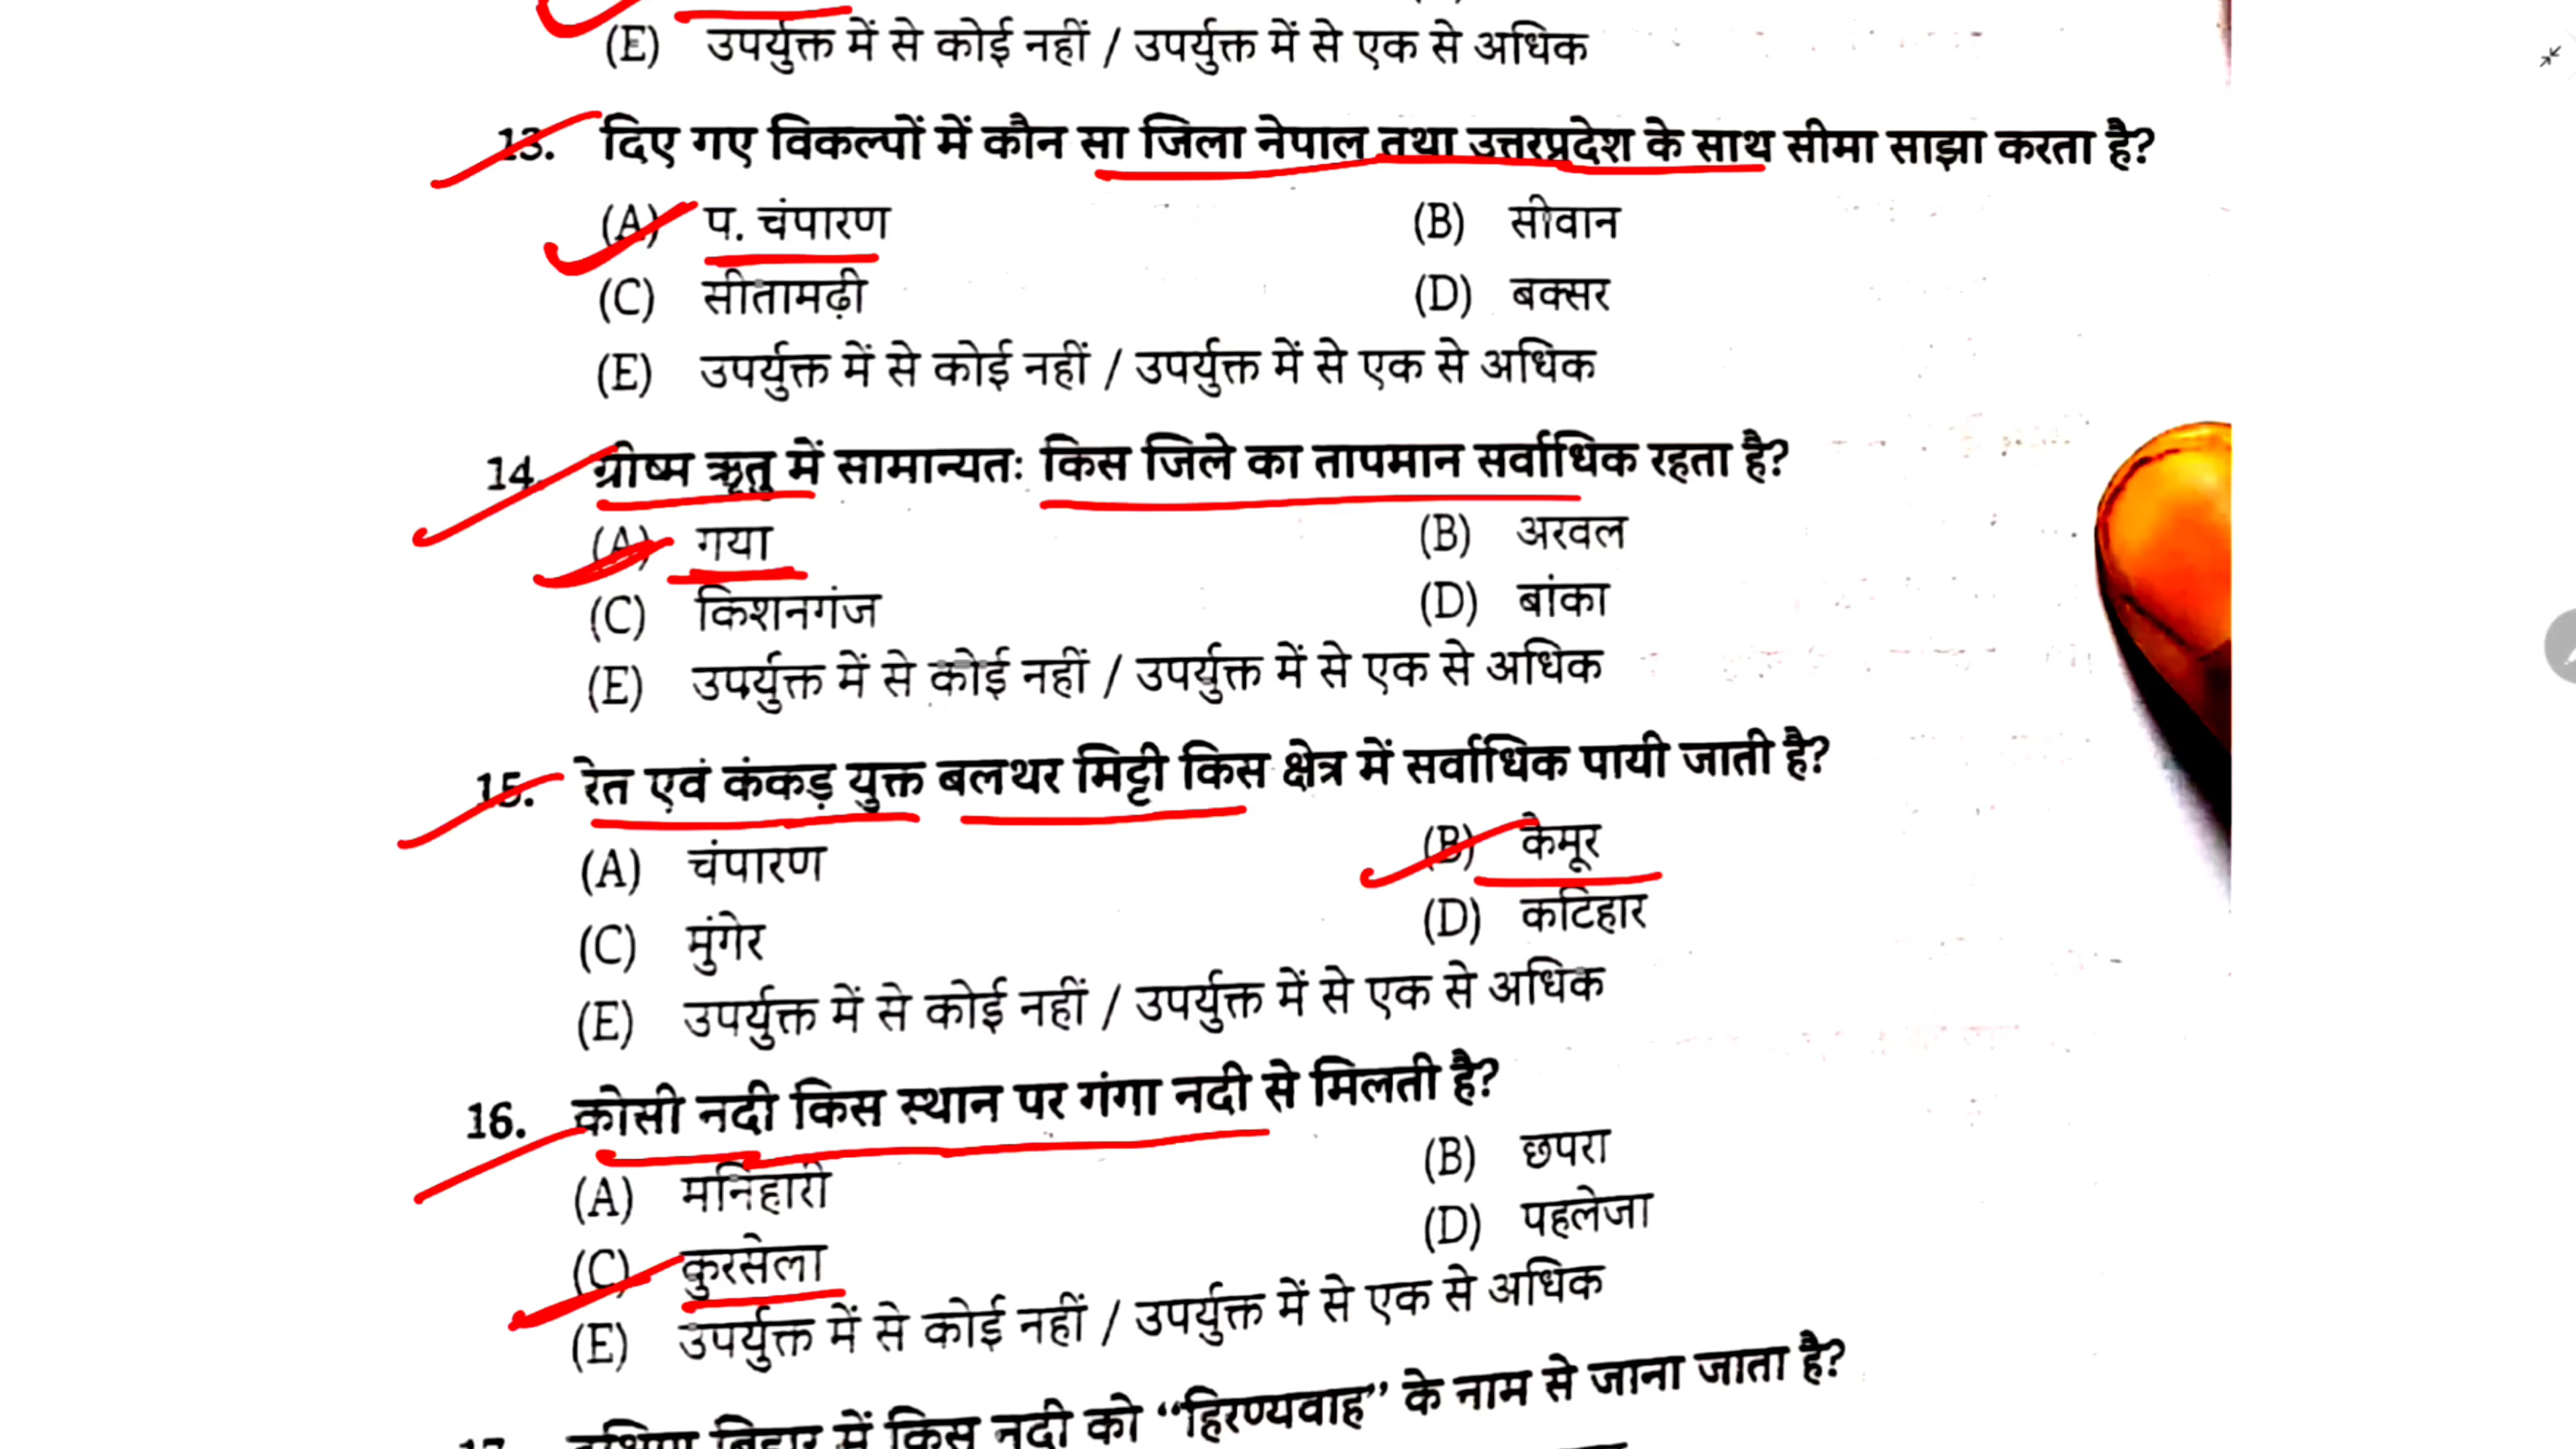 (E) उपर्युक्त में से कोई नहीं / उपर्युक्त में से एक से अधिक
13. दिए गए विकल्पों में कौन सा जिला नेपाल तथा उत्तरप्रदेश के साथ सीमा साझा करता है?
(A) प. चंपारण (B) सीवान
(C) सीतामढ़ी (D) बक्सर
(E) उपर्युक्त में से कोई नहीं / उपर्युक्त में से एक से अधिक
14. ग्रीष्म ऋतु में सामान्यतः किस जिले का तापमान सर्वाधिक रहता है?
(A) गया (B) अरवल
(C) किशनगंज (D) बांका
(E) उपर्युक्त में से कोई नहीं / उपर्युक्त में से एक से अधिक
15. रेत एवं कंकड़ युक्त बलथर मिट्टी किस क्षेत्र में सर्वाधिक पायी जाती है?
(A) चंपारण (B) कैमूर
(C) मुंगेर (D) कटिहार
(E) उपर्युक्त में से कोई नहीं / उपर्युक्त में से एक से अधिक
16. कोसी नदी किस स्थान पर गंगा नदी से मिलती है?
(A) मनिहारी (B) छपरा
(C) कुरसेला (D) पहलेजा
(E) उपर्युक्त में से कोई नहीं / उपर्युक्त में से एक से अधिक
17. दक्षिण बिहार में किस नदी को “हिरण्यवाह” के नाम से जाना जाता है?